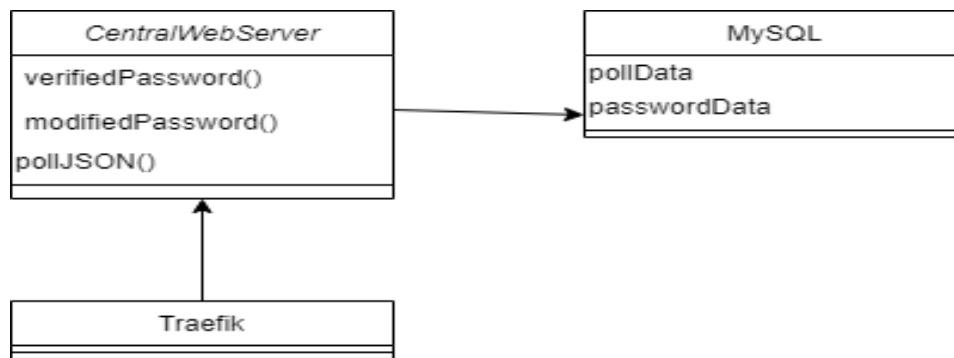 CentralWebServer
verifiedPassword()
modifiedPassword()
pollJSON()
MySQL
pollData
passwordData
Traefik